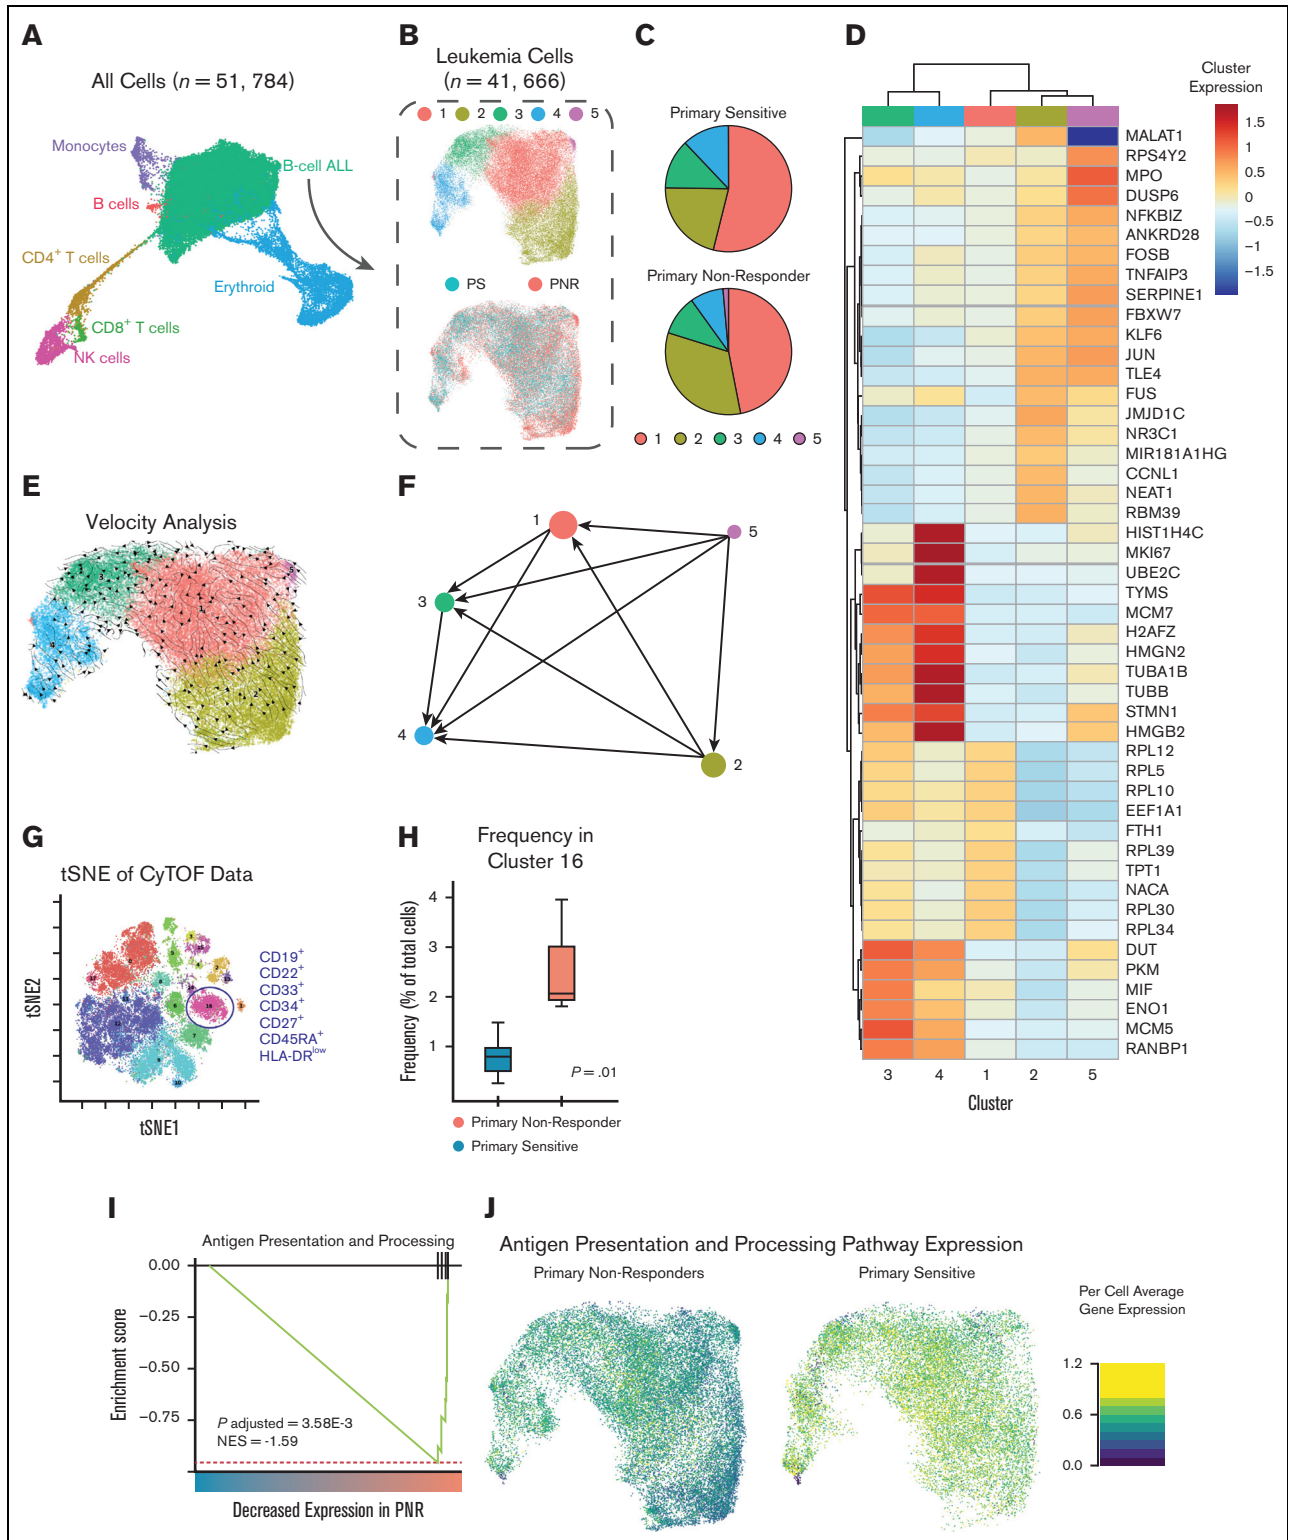 A
All Cells (n = 51, 784)
Monocytes
B-cell ALL
B cells
CD4+ T cells
Erythroid
CD8+ T cells
NK cells
B
Leukemia Cells
(n = 41, 666)
1 2 3 4 5
PS PNR
C
Primary Sensitive
Primary Non-Responder
1 2 3 4 5
D
Cluster
Expression
1.5
1
0.5
0
−0.5
−1
−1.5
MALAT1
RPS4Y2
MPO
DUSP6
NFKBIZ
ANKRD28
FOSB
TNFAIP3
SERPINE1
FBXW7
KLF6
JUN
TLE4
FUS
JMJD1C
NR3C1
MIR181A1HG
CCNL1
NEAT1
RBM39
HIST1H4C
MKI67
UBE2C
TYMS
MCM7
H2AFZ
HMGN2
TUBA1B
TUBB
STMN1
HMGB2
RPL12
RPL5
RPL10
EEF1A1
FTH1
RPL39
TPT1
NACA
RPL30
RPL34
DUT
PKM
MIF
ENO1
MCM5
RANBP1
3 4 1 2 5
Cluster
E
Velocity Analysis
3
5
1
2
F
1
5
3
4
2
G
tSNE of CyTOF Data
tSNE2
tSNE1
16
CD19+
CD22+
CD33+
CD34+
CD27+
CD45RA+
HLA-DRlow
H
Frequency in
Cluster 16
Frequency (% of total cells)
4
3
2
1
P = .01
Primary Non-Responder
Primary Sensitive
I
Antigen Presentation and Processing
Enrichment score
0.00
−0.25
−0.50
−0.75
P adjusted = 3.58E-3
NES = -1.59
Decreased Expression in PNR
J
Antigen Presentation and Processing Pathway Expression
Primary Non-Responders
Primary Sensitive
Per Cell Average
Gene Expression
1.2
0.6
0.0